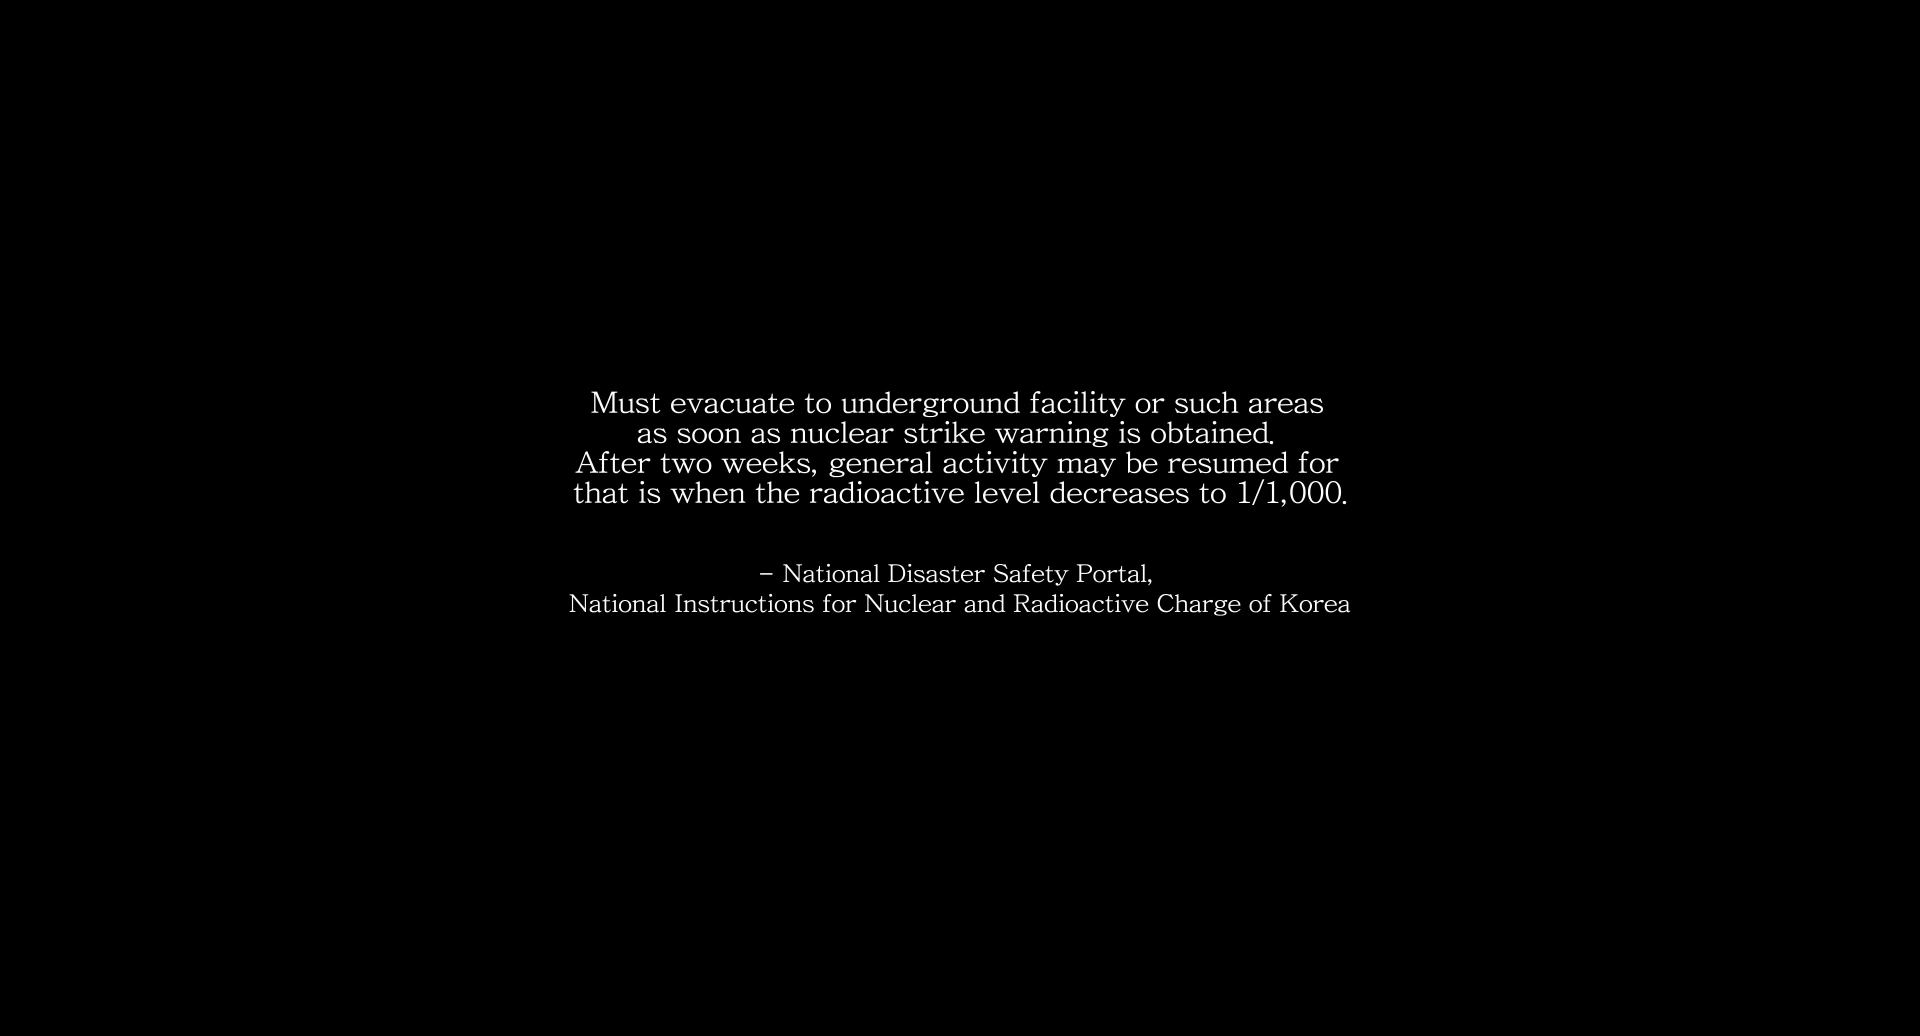 Must evacuate to underground facility or such areas
as soon as nuclear strike warning is obtained.
After two weeks, general activity may be resumed for
that is when the radioactive level decreases to 1/1,000.
– National Disaster Safety Portal,
National Instructions for Nuclear and Radioactive Charge of Korea